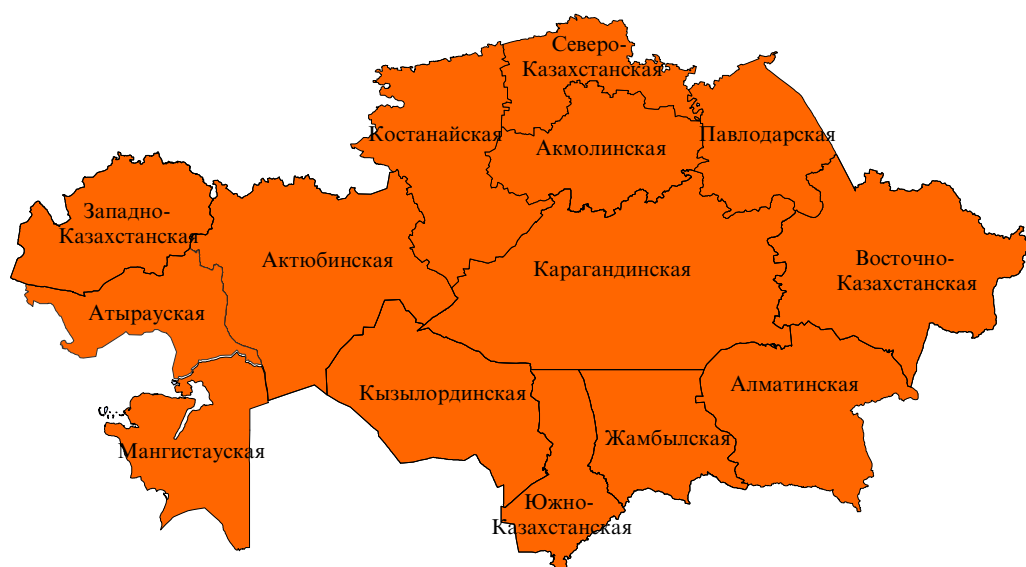 Северо-
Казахстанская
Костанайская
Акмолинская
Павлодарская
Западно-
Казахстанская
Актюбинская
Карагандинская
Восточно-
Казахстанская
Атырауская
Кызылординская
Алматинская
Мангистауская
Жамбылская
Южно-
Казахстанская